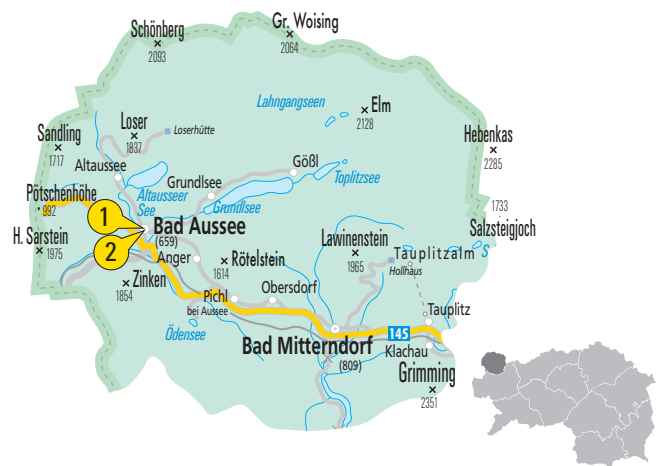 Schönberg
2093
Gr. Woising
2064
Lahngangseen
Elm
2128
Loser
1837
Loserhütte
Sandling
1717
Hebenkas
2285
Altaussee
Gößl
Toplitzsee
Pötschenhöhe
992
Altausseer
See
Grundlsee
Grundlsee
1733
Salzsteigjoch
S
1
Bad Aussee
(659)
2
H. Sarstein
1975
Anger
Rötelstein
1614
Lawinenstein
1965
Tauplitzalm
Hollhaus
Zinken
1854
Pichl
bei Aussee
Obersdorf
Tauplitz
Ödensee
145
Bad Mitterndorf
(809)
Klachau
Grimming
2351